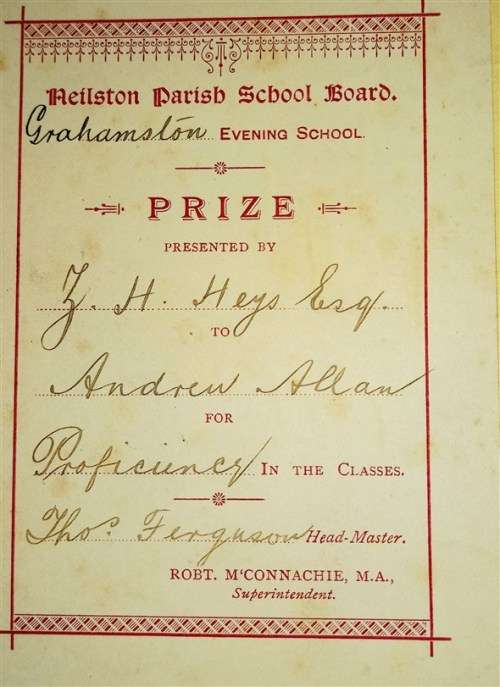 Neilston Parish School Board.
Grahamston EVENING SCHOOL.
PRIZE
PRESENTED BY
Z. H. Heys Esq.
TO
Andrew Allan
FOR
Proficiency IN THE CLASSES.
Thos. Ferguson Head-Master.
ROBT. M'CONNACHIE, M.A.,
Superintendent.